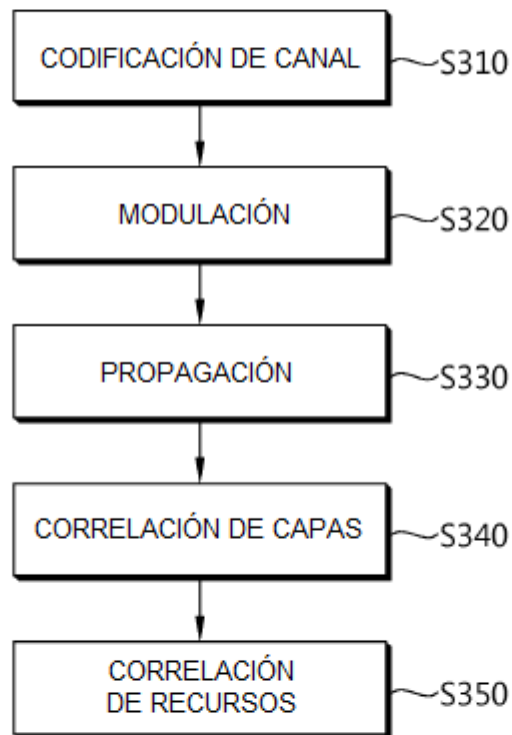 CODIFICACIÓN DE CANAL
S310
MODULACIÓN
S320
PROPAGACIÓN
S330
CORRELACIÓN DE CAPAS
S340
CORRELACIÓN
DE RECURSOS
S350